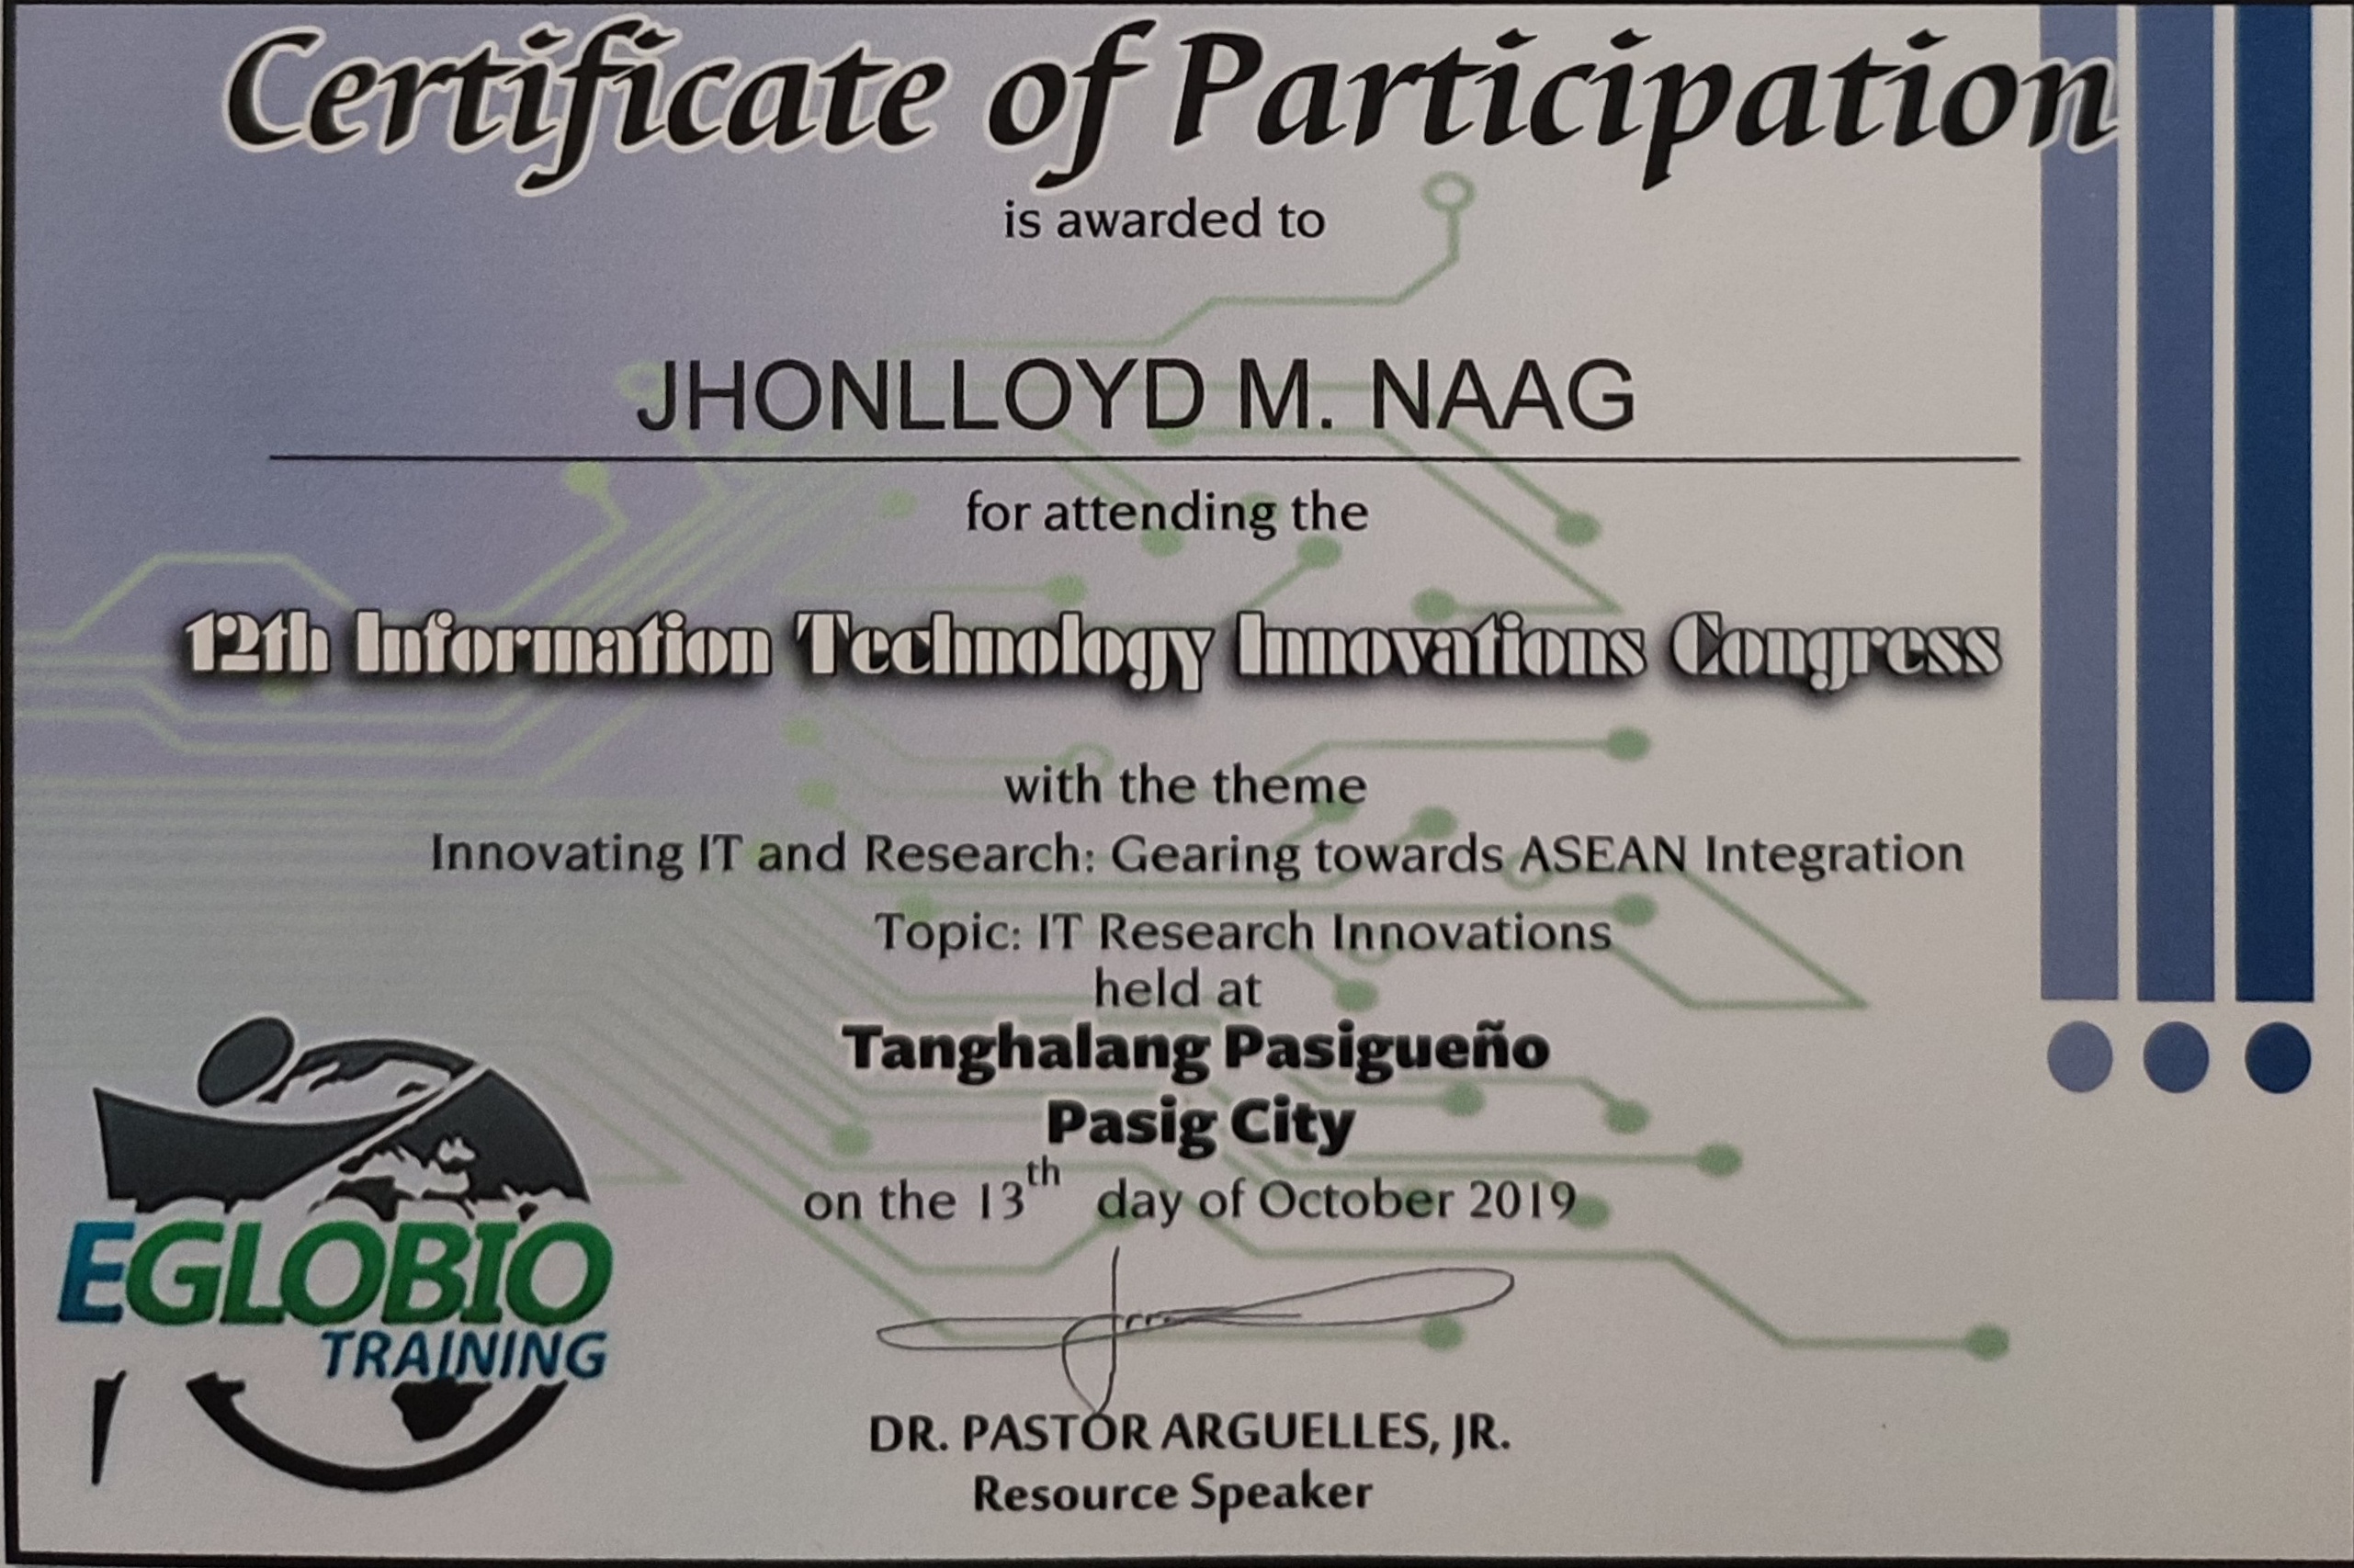 Certificate of Participation
is awarded to
JHONLLOYD M. NAAG
for attending the
12th Information Technology Innovations Congress
with the theme
Innovating IT and Research: Gearing towards ASEAN Integration
Topic: IT Research Innovations
held at
Tanghalang Pasigueño
Pasig City
on the 13th day of October 2019
EGLOBIO
TRAINING
DR. PASTOR ARGUELLES, JR.
Resource Speaker